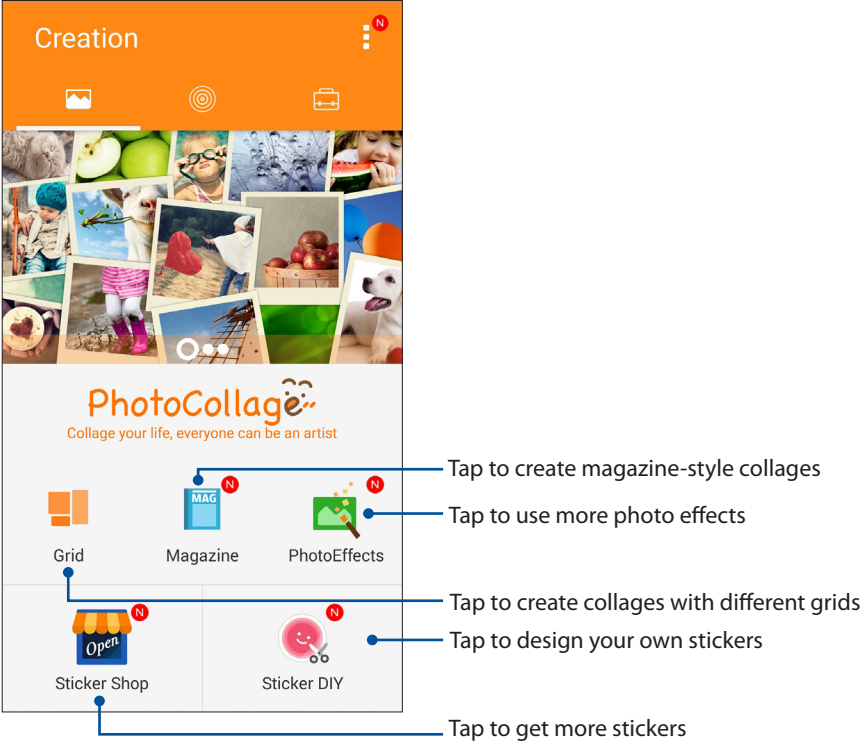 Creation
N
PhotoCollage
Collage your life, everyone can be an artist
Tap to create magazine-style collages
N
N
MAG
Tap to use more photo effects
Grid
Magazine
PhotoEffects
Tap to create collages with different grids
N
N
Open
Tap to design your own stickers
Sticker Shop
Sticker DIY
Tap to get more stickers